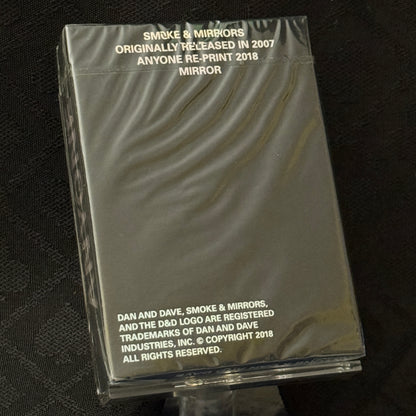 SMOKE & MIRRORS
ORIGINALLY RELEASED IN 2007
ANYONE RE-PRINT 2018
MIRROR
DAN AND DAVE, SMOKE & MIRRORS,
AND THE D&D LOGO ARE REGISTERED
TRADEMARKS OF DAN AND DAVE
INDUSTRIES, INC. © COPYRIGHT 2018
ALL RIGHTS RESERVED.